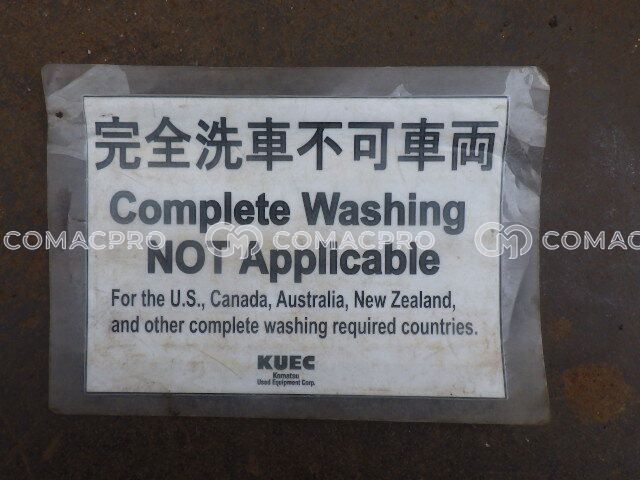 完全洗車不可車両
Complete Washing
NOT Applicable
COMACPRO COMACPRO COMACPRO
For the U.S., Canada, Australia, New Zealand,
and other complete washing required countries.
KUEC
Komatsu
Used Equipment Corp.